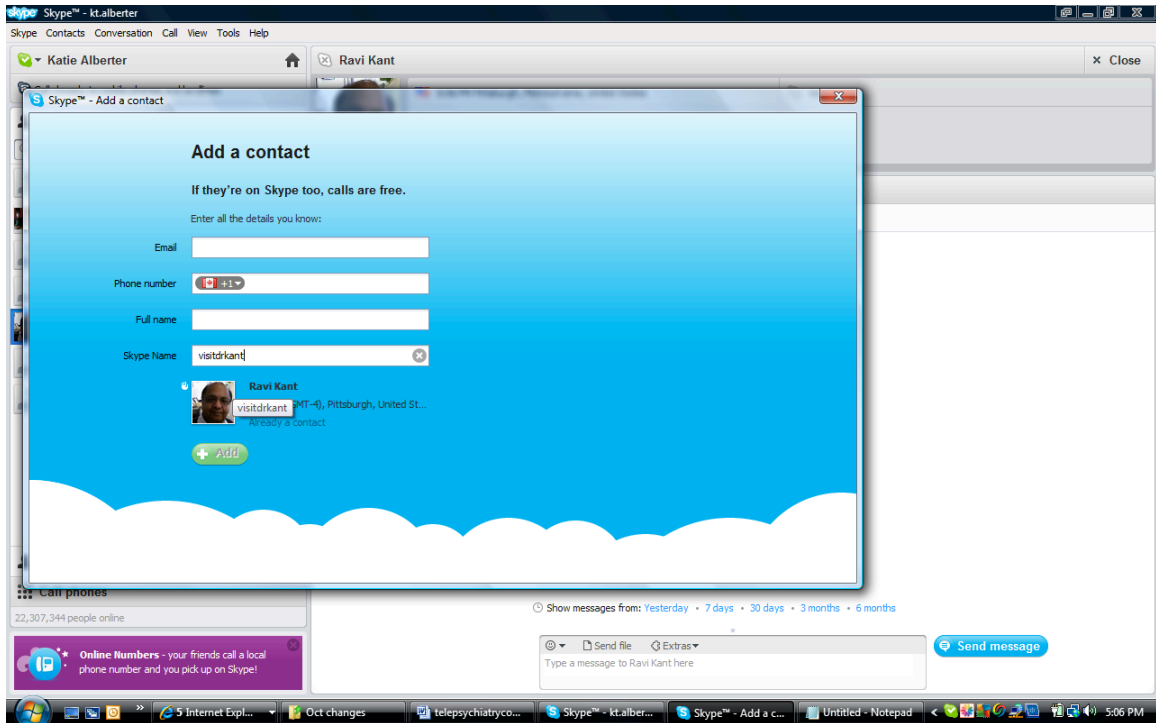 skype Skype™ - kt.alberter
Skype Contacts Conversation Call View Tools Help
Katie Alberter
Ravi Kant
× Close
Skype™ - Add a contact
Add a contact
If they're on Skype too, calls are free.
Enter all the details you know:
Email
Phone number +1
Full name
Skype Name visitdrkant
Ravi Kant
visitdrkant
GMT-4), Pittsburgh, United St...
Already a contact
Add
Call phones
22,307,344 people online
Online Numbers - your friends call a local
phone number and you pick up on Skype!
Show messages from: Yesterday • 7 days • 30 days • 3 months • 6 months
Send file Extras
Type a message to Ravi Kant here
Send message
5 Internet Expl...
Oct changes
telepsychiatryco...
Skype™ - kt.alber...
Skype™ - Add a c...
Untitled - Notepad
5:06 PM